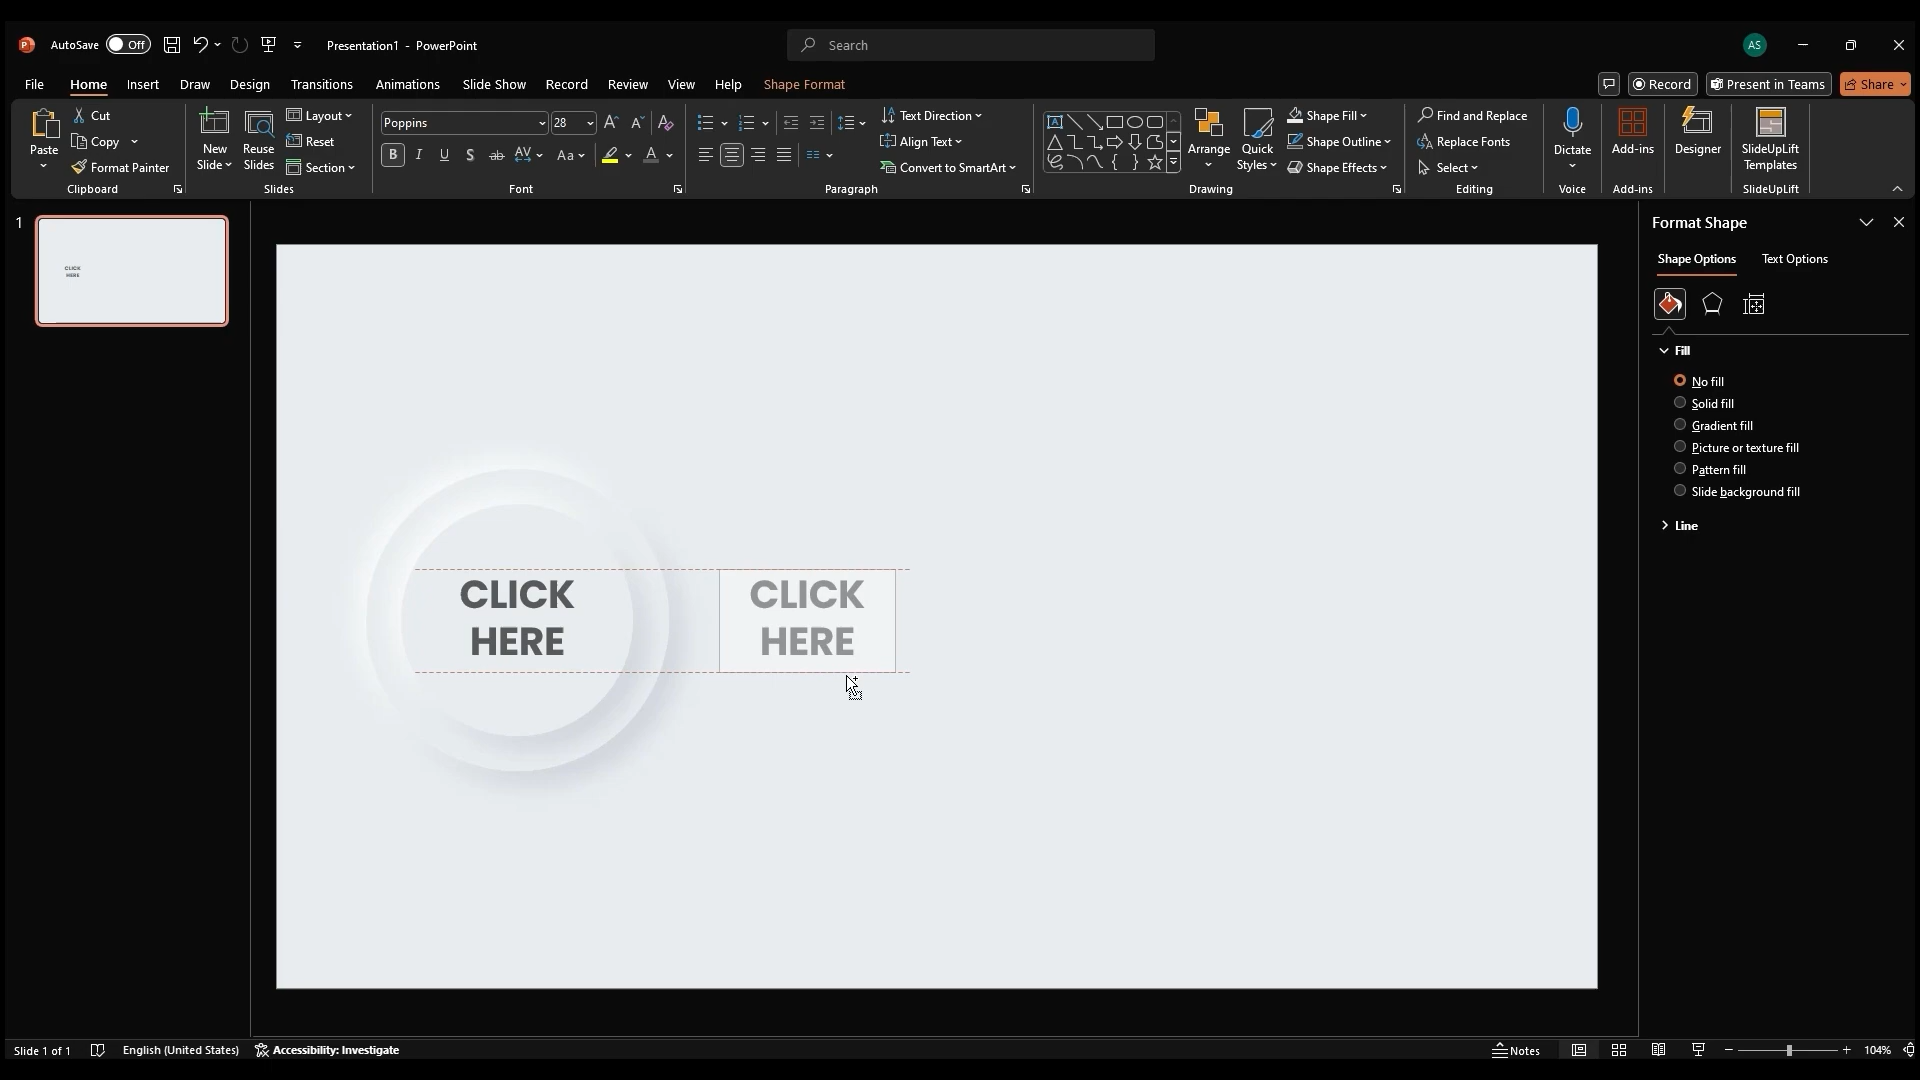 AutoSave Off Presentation1 - PowerPoint Search AS
File Home Insert Draw Design Transitions Animations Slide Show Record Review View Help Shape Format Record Present in Teams Share
Paste
Cut
Copy
Format Painter
Clipboard
New Slide
Reuse Slides
Layout
Reset
Section
Slides
Poppins 28
B I U S ab AV Aa A
Font
Text Direction
Align Text
Convert to SmartArt
Paragraph
Arrange
Quick Styles
Shape Fill
Shape Outline
Shape Effects
Drawing
Find and Replace
Replace Fonts
Select
Editing
Dictate
Voice
Add-ins
Add-ins
Designer
SlideUpLift Templates
SlideUpLift
1
CLICK
HERE
CLICK
HERE
CLICK
HERE
Format Shape
Shape Options Text Options
Fill
No fill
Solid fill
Gradient fill
Picture or texture fill
Pattern fill
Slide background fill
Line
Slide 1 of 1 English (United States) Accessibility: Investigate Notes 104%